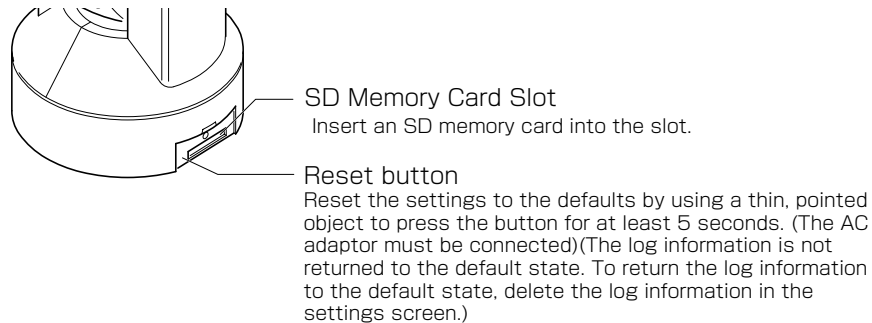 SD Memory Card Slot
Insert an SD memory card into the slot.
Reset button
Reset the settings to the defaults by using a thin, pointed
object to press the button for at least 5 seconds. (The AC
adaptor must be connected)(The log information is not
returned to the default state. To return the log information
to the default state, delete the log information in the
settings screen.)